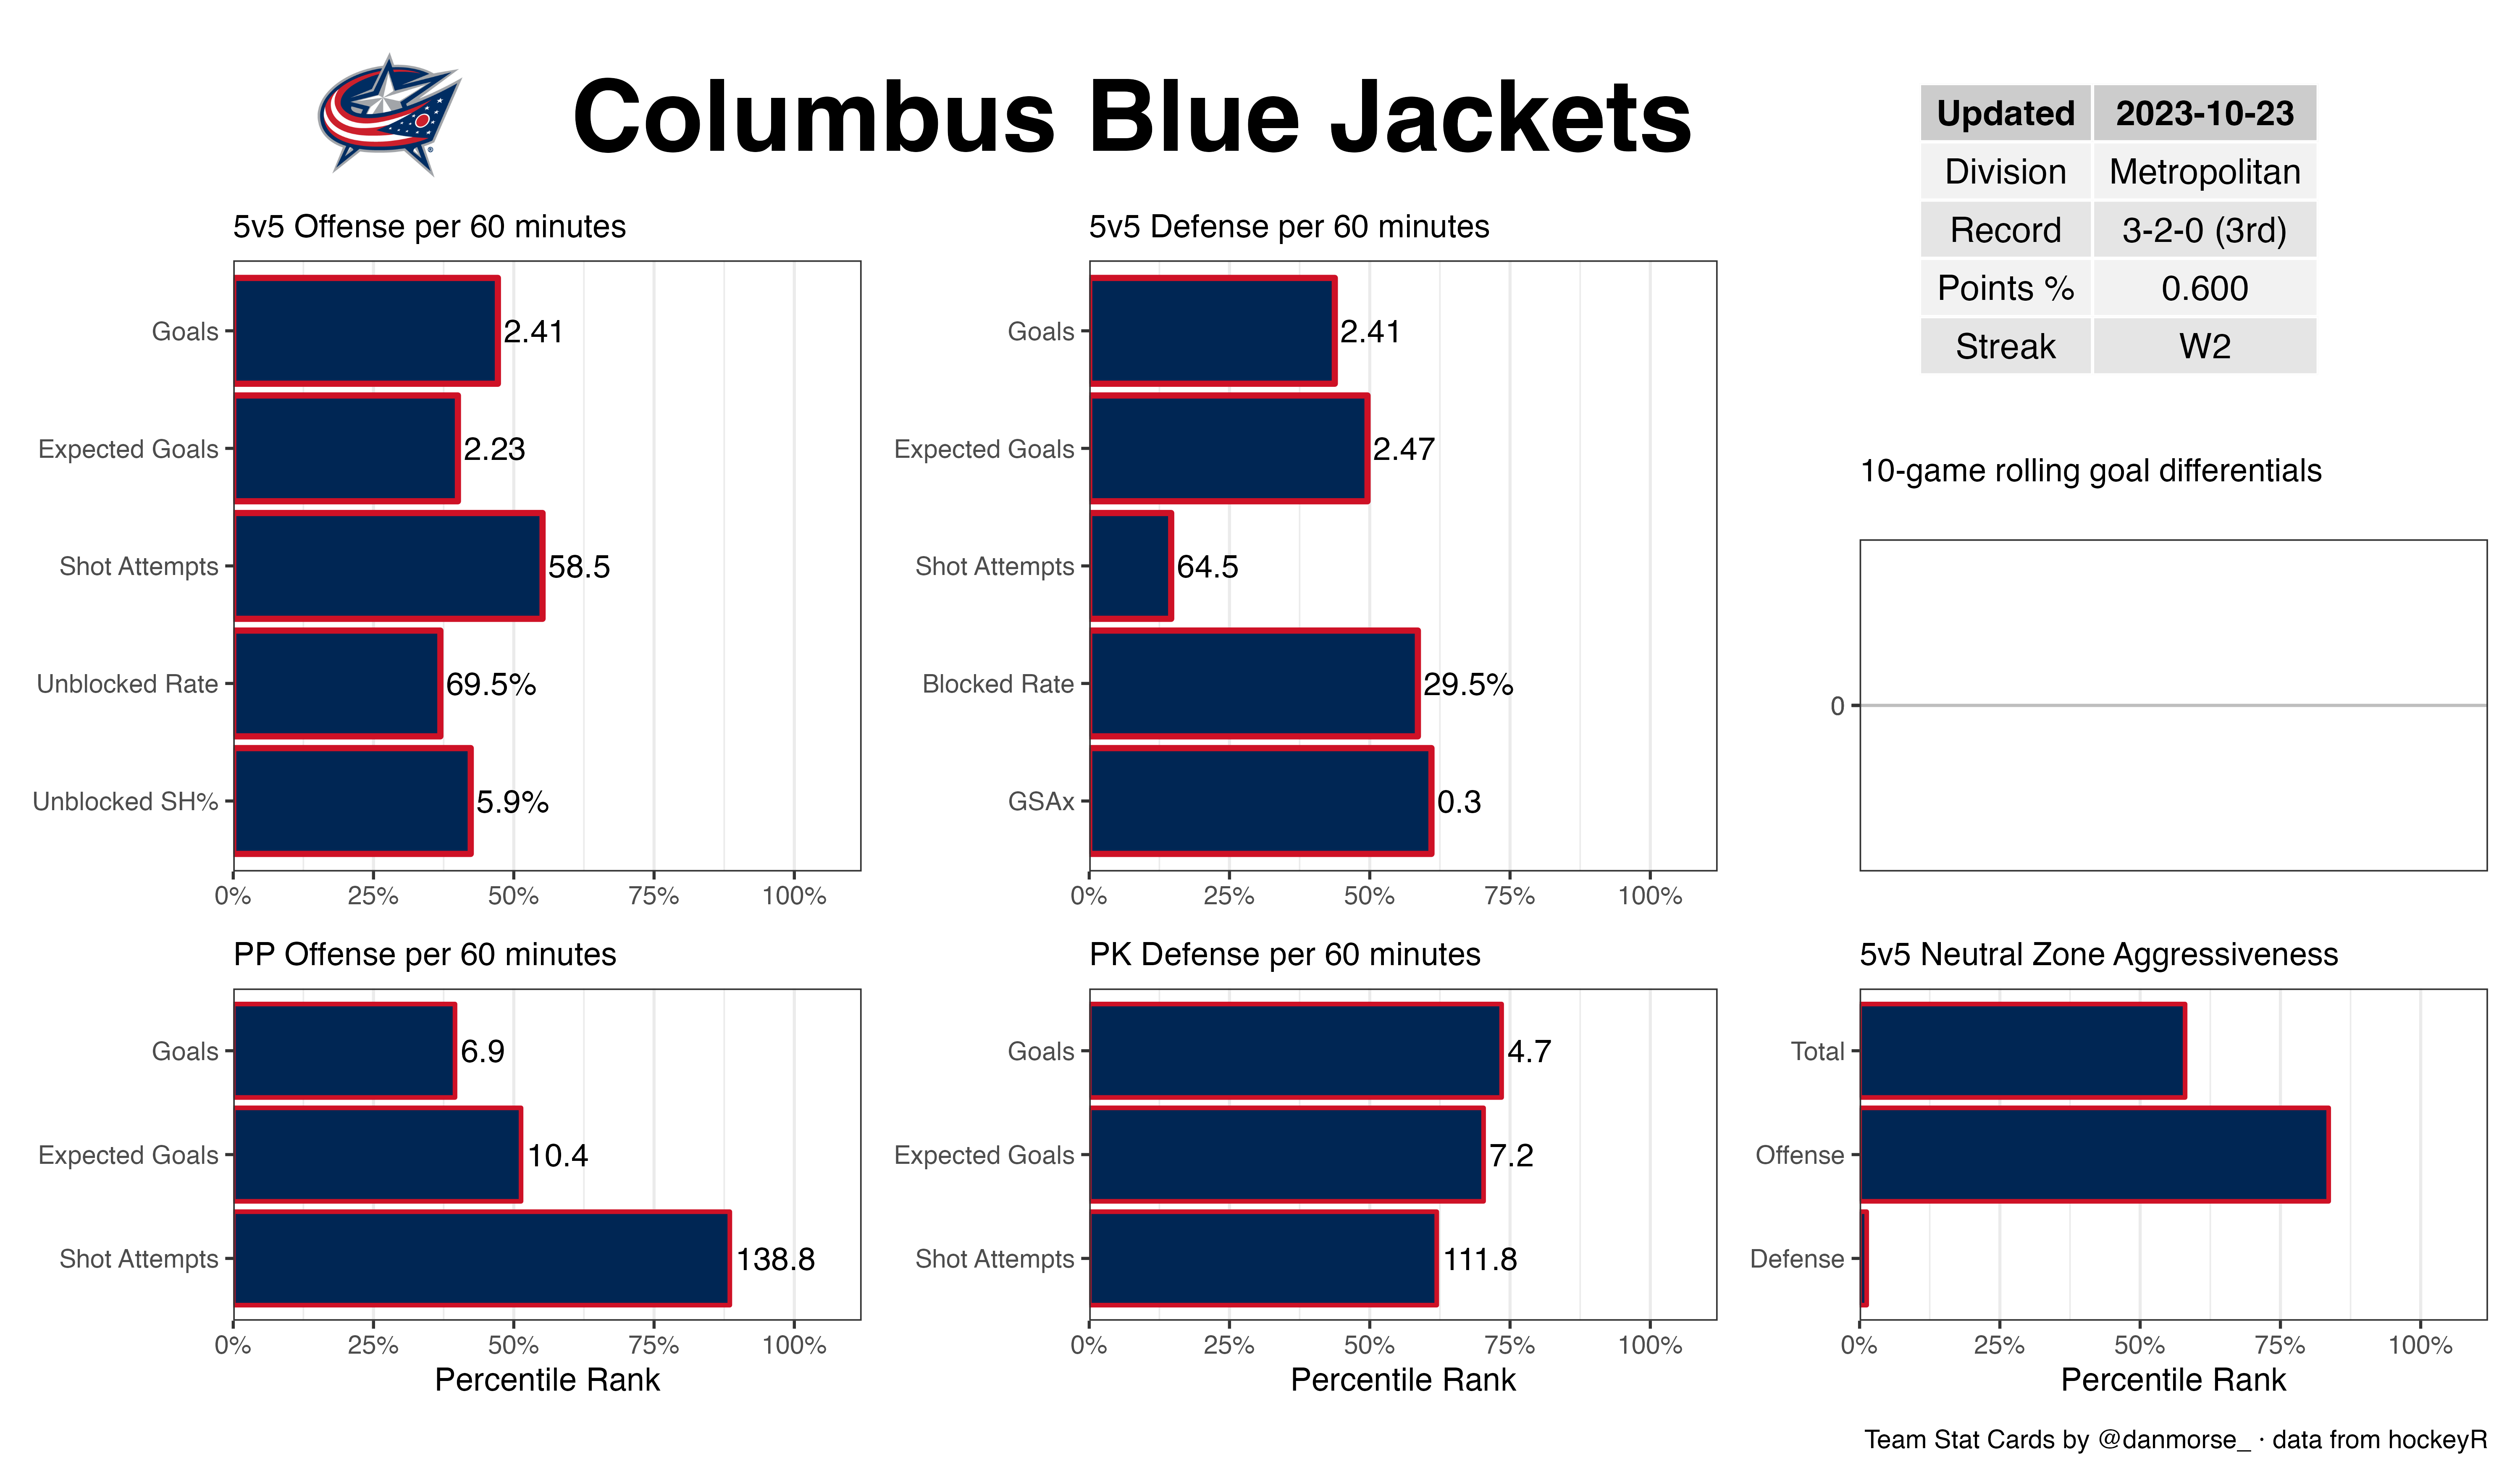 Columbus Blue Jackets
Updated 2023-10-23
Division Metropolitan
Record 3-2-0 (3rd)
Points % 0.600
Streak W2
5v5 Offense per 60 minutes
Goals 2.41
Expected Goals 2.23
Shot Attempts 58.5
Unblocked Rate 69.5%
Unblocked SH% 5.9%
0% 25% 50% 75% 100%
5v5 Defense per 60 minutes
Goals 2.41
Expected Goals 2.47
Shot Attempts 64.5
Blocked Rate 29.5%
GSAx 0.3
0% 25% 50% 75% 100%
10-game rolling goal differentials
0
PP Offense per 60 minutes
Goals 6.9
Expected Goals 10.4
Shot Attempts 138.8
0% 25% 50% 75% 100%
Percentile Rank
PK Defense per 60 minutes
Goals 4.7
Expected Goals 7.2
Shot Attempts 111.8
0% 25% 50% 75% 100%
Percentile Rank
5v5 Neutral Zone Aggressiveness
Total
Offense
Defense
0% 25% 50% 75% 100%
Percentile Rank
Team Stat Cards by @danmorse_ · data from hockeyR